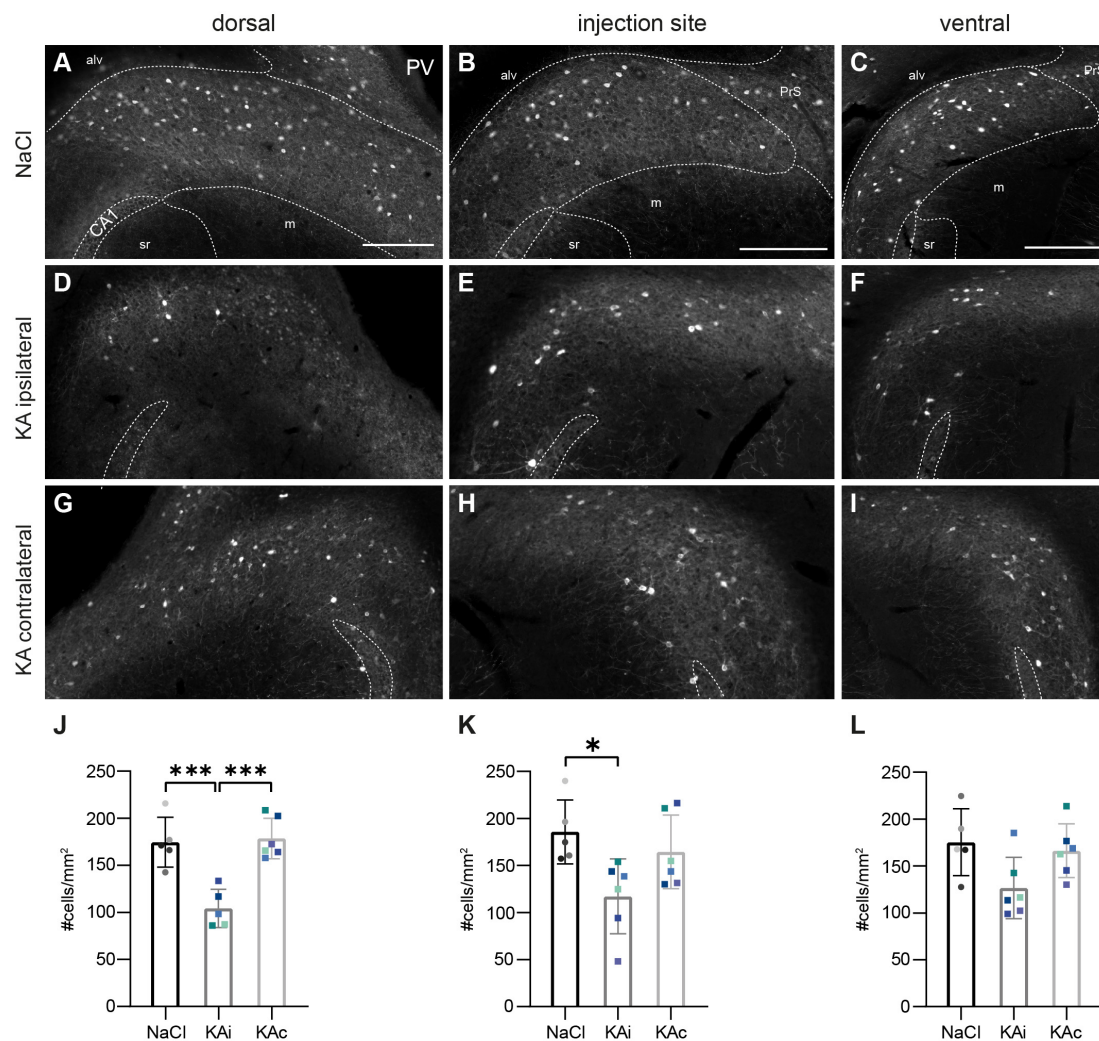 dorsal
injection site
ventral
NaCl
A
alv
PV
CA1
sr
m
B
alv
PrS
sr
m
C
alv
PrS
sr
m
KA ipsilateral
D
E
F
KA contralateral
G
H
I
J
#cells/mm²
250
200
150
100
50
0
*** ***
NaCl KAi KAc
K
#cells/mm²
250
200
150
100
50
0
*
NaCl KAi KAc
L
#cells/mm²
250
200
150
100
50
0
NaCl KAi KAc